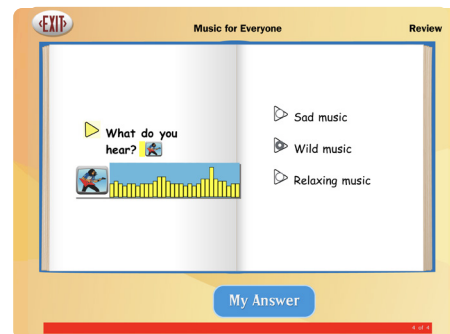 EXIT
Music for Everyone
Review
What do you
hear?
Sad music
Wild music
Relaxing music
My Answer
4 of 4